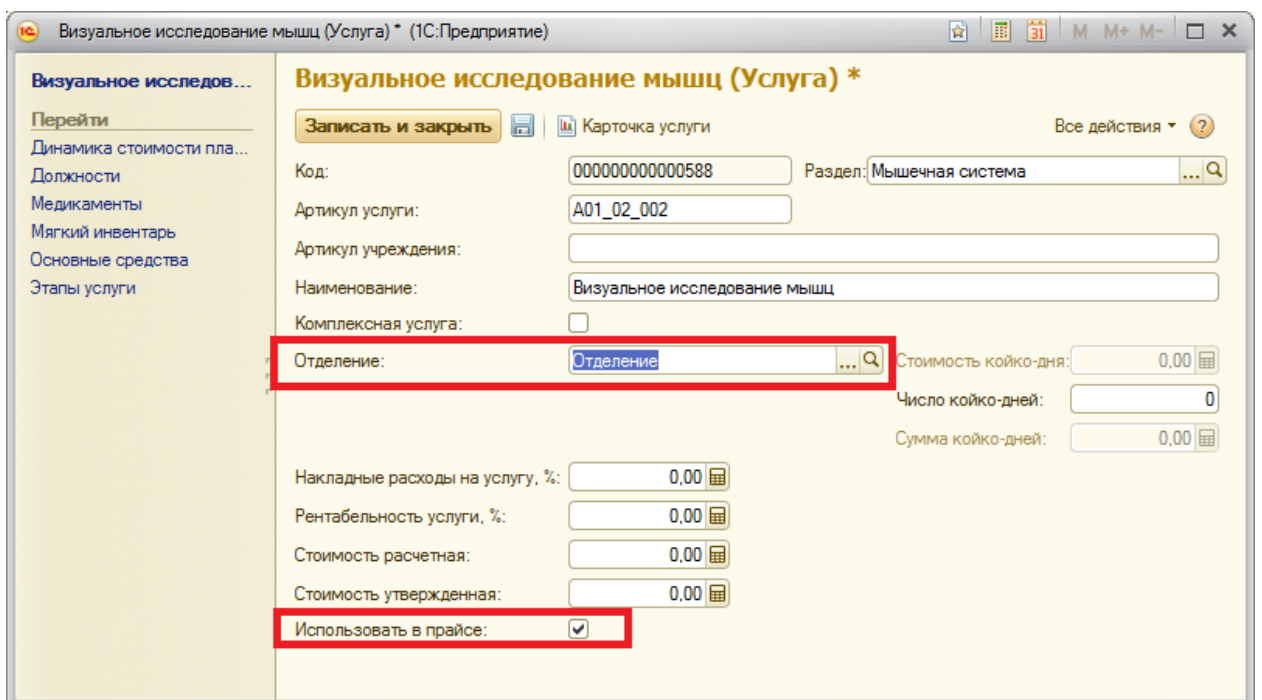 Визуальное исследование мышц (Услуга) * (1С:Предприятие) 31 M M+ M-
Визуальное исследов...
Перейти
Динамика стоимости пла...
Должности
Медикаменты
Мягкий инвентарь
Основные средства
Этапы услуги
Визуальное исследование мышц (Услуга) *
Записать и закрыть Карточка услуги Все действия ?
Код: 000000000000588 Раздел: Мышечная система ...
Артикул услуги: A01_02_002
Артикул учреждения:
Наименование: Визуальное исследование мышц
Комплексная услуга:
Отделение: Отделение ... Стоимость койко-дня: 0,00
Число койко-дней: 0
Сумма койко-дней: 0,00
Накладные расходы на услугу, %: 0,00
Рентабельность услуги, %: 0,00
Стоимость расчетная: 0,00
Стоимость утвержденная: 0,00
Использовать в прайсе: